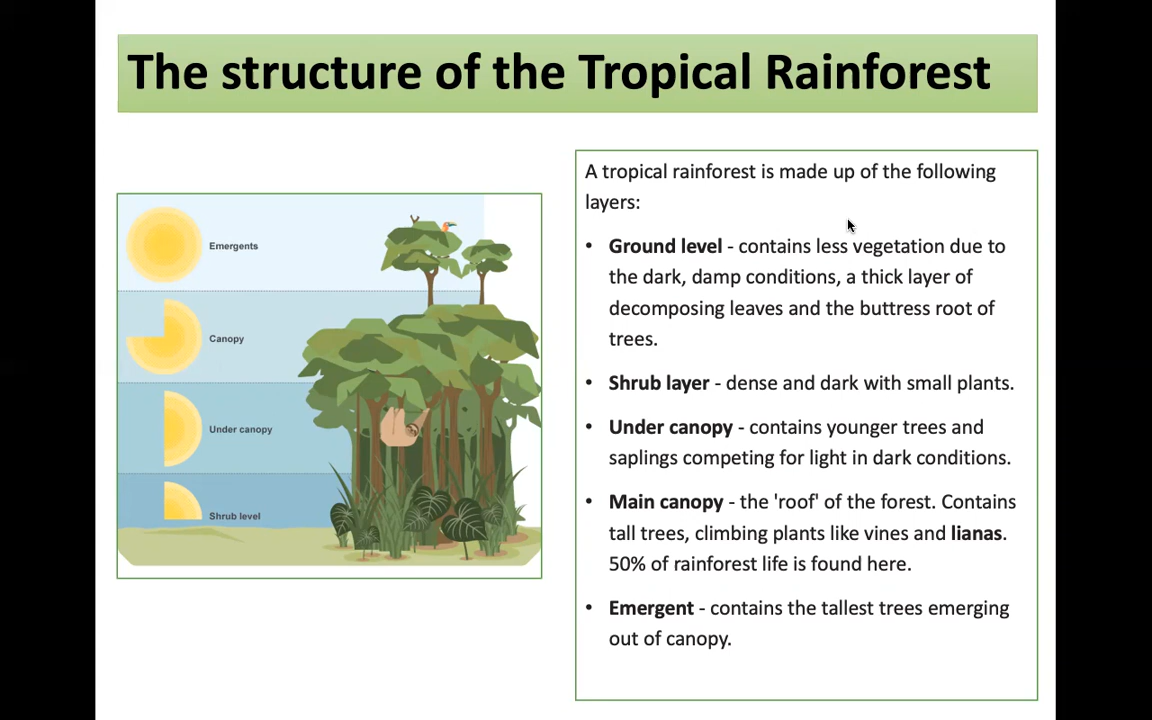 The structure of the Tropical Rainforest
Emergents
Canopy
Under canopy
Shrub level
A tropical rainforest is made up of the following
layers:
• Ground level - contains less vegetation due to
the dark, damp conditions, a thick layer of
decomposing leaves and the buttress root of
trees.
• Shrub layer - dense and dark with small plants.
• Under canopy - contains younger trees and
saplings competing for light in dark conditions.
• Main canopy - the 'roof' of the forest. Contains
tall trees, climbing plants like vines and lianas.
50% of rainforest life is found here.
• Emergent - contains the tallest trees emerging
out of canopy.